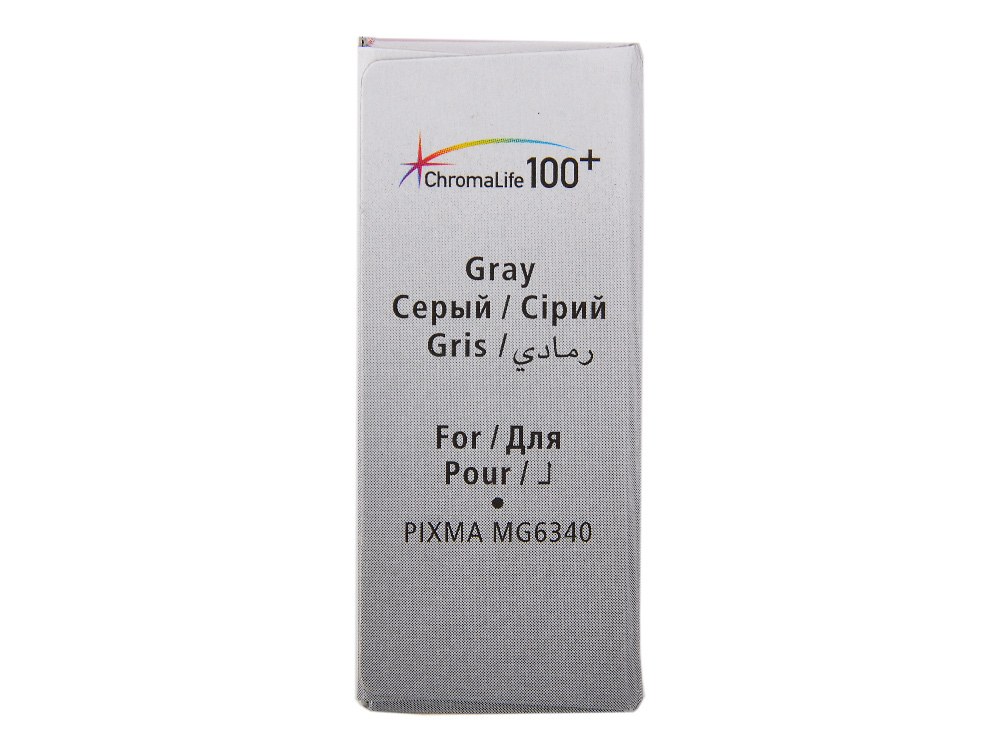 ChromaLife 100+
Gray
Серый / Сірий
Gris / رمادي
For / Для
Pour / لـ
•
PIXMA MG6340